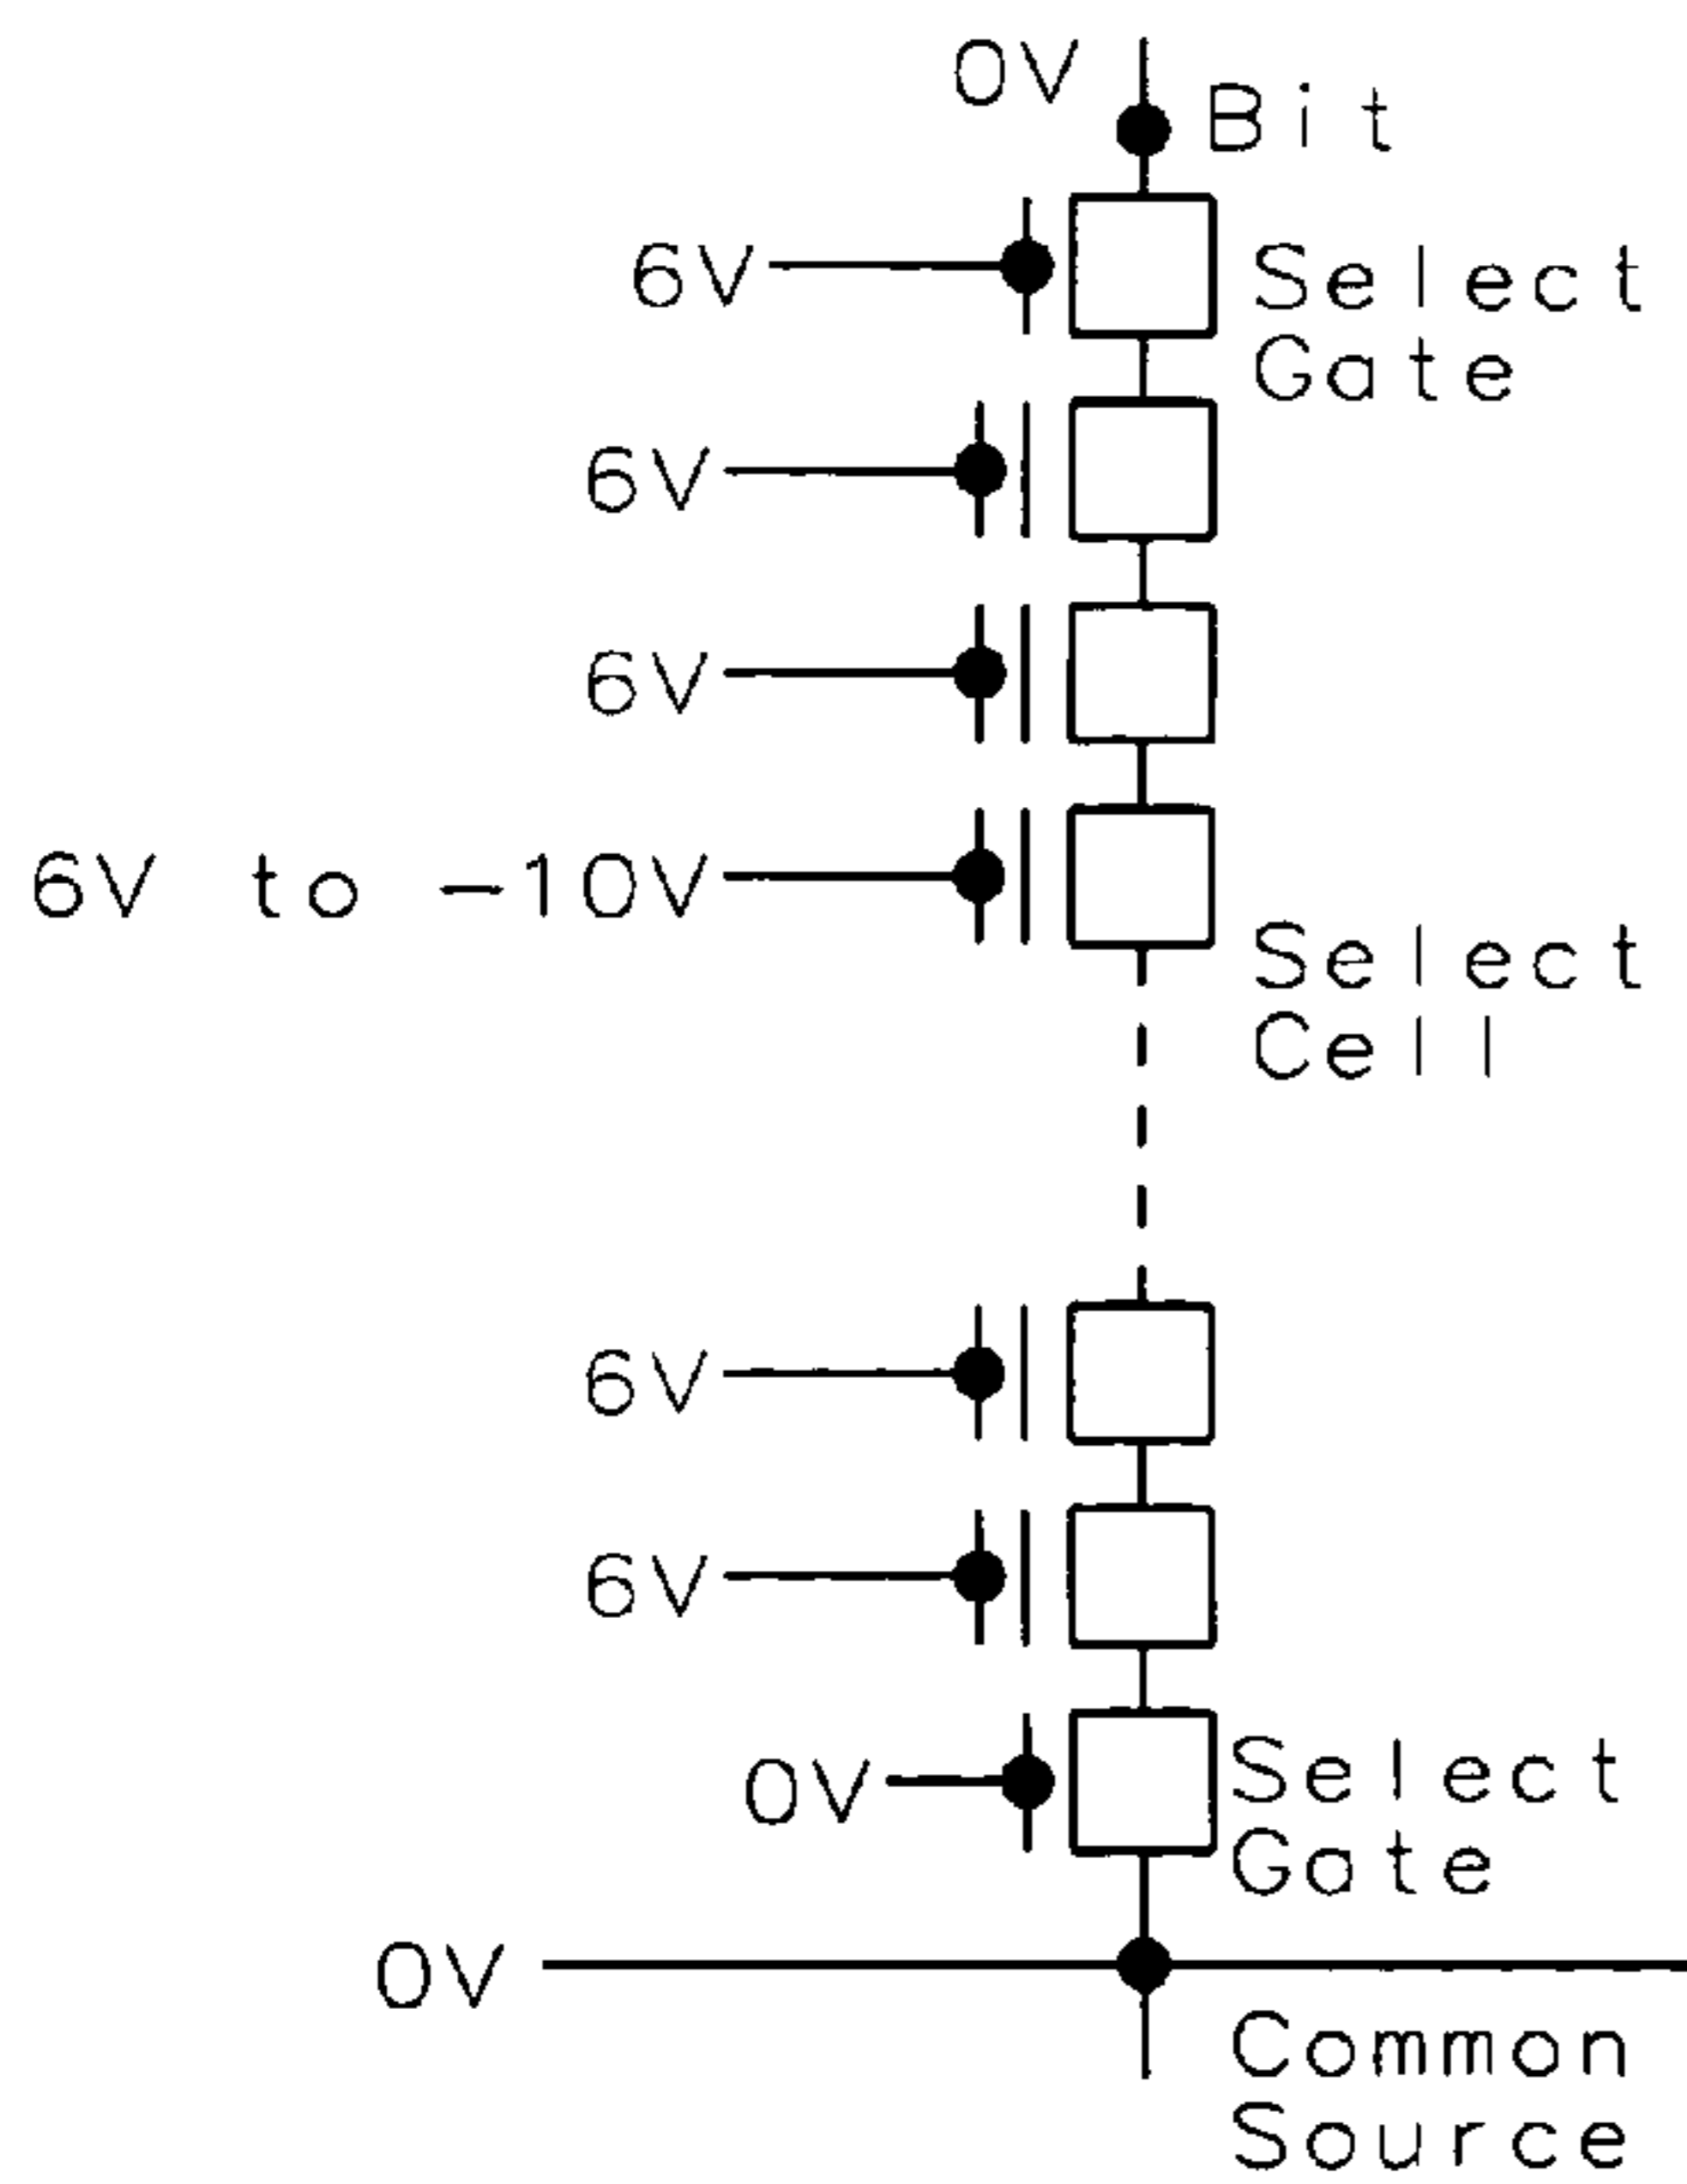 0V
Bit
6V
Select
Gate
6V
6V
6V to -10V
Select
Cell
6V
6V
0V
Select
Gate
0V
Common
Source